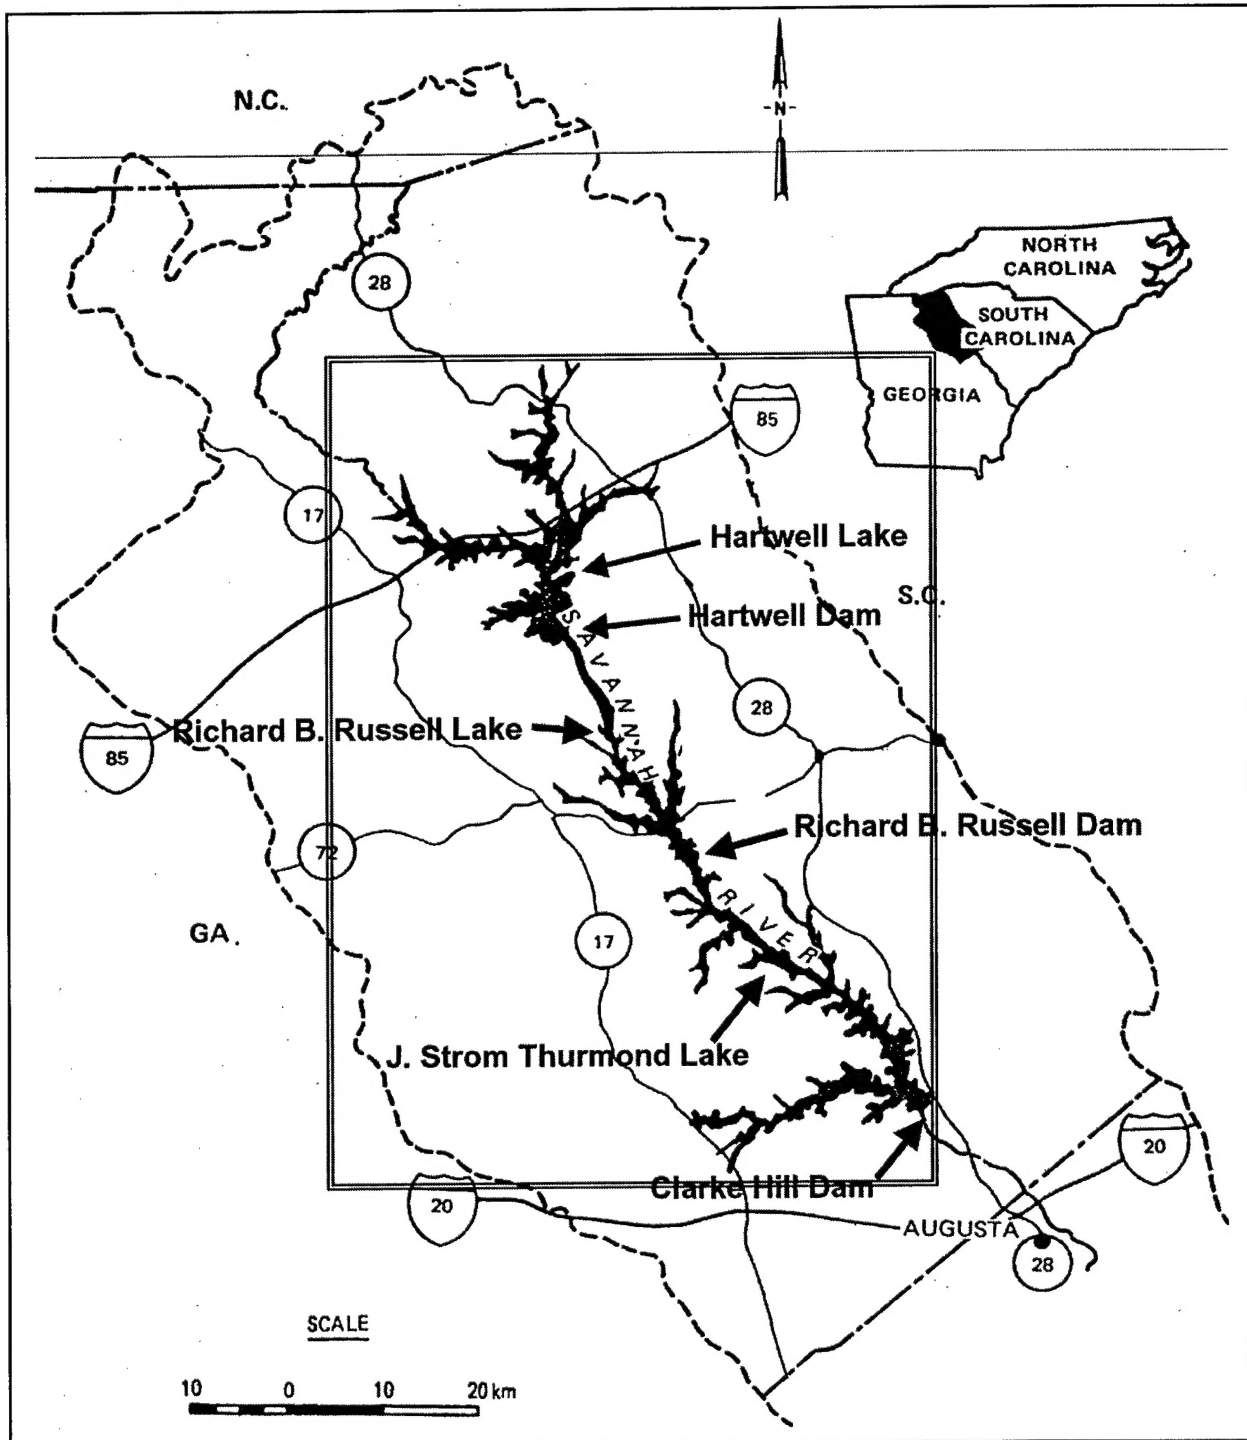 N.C.
-N-
NORTH
CAROLINA
28
SOUTH
CAROLINA
GEORGIA
85
17
Hartwell Lake
S.C.
Hartwell Dam
SAVANNAH
28
Richard B. Russell Lake
85
Richard B. Russell Dam
72
RIVER
GA.
17
J. Strom Thurmond Lake
20
Clarke Hill Dam
20
AUGUSTA
28
SCALE
10 0 10 20 km